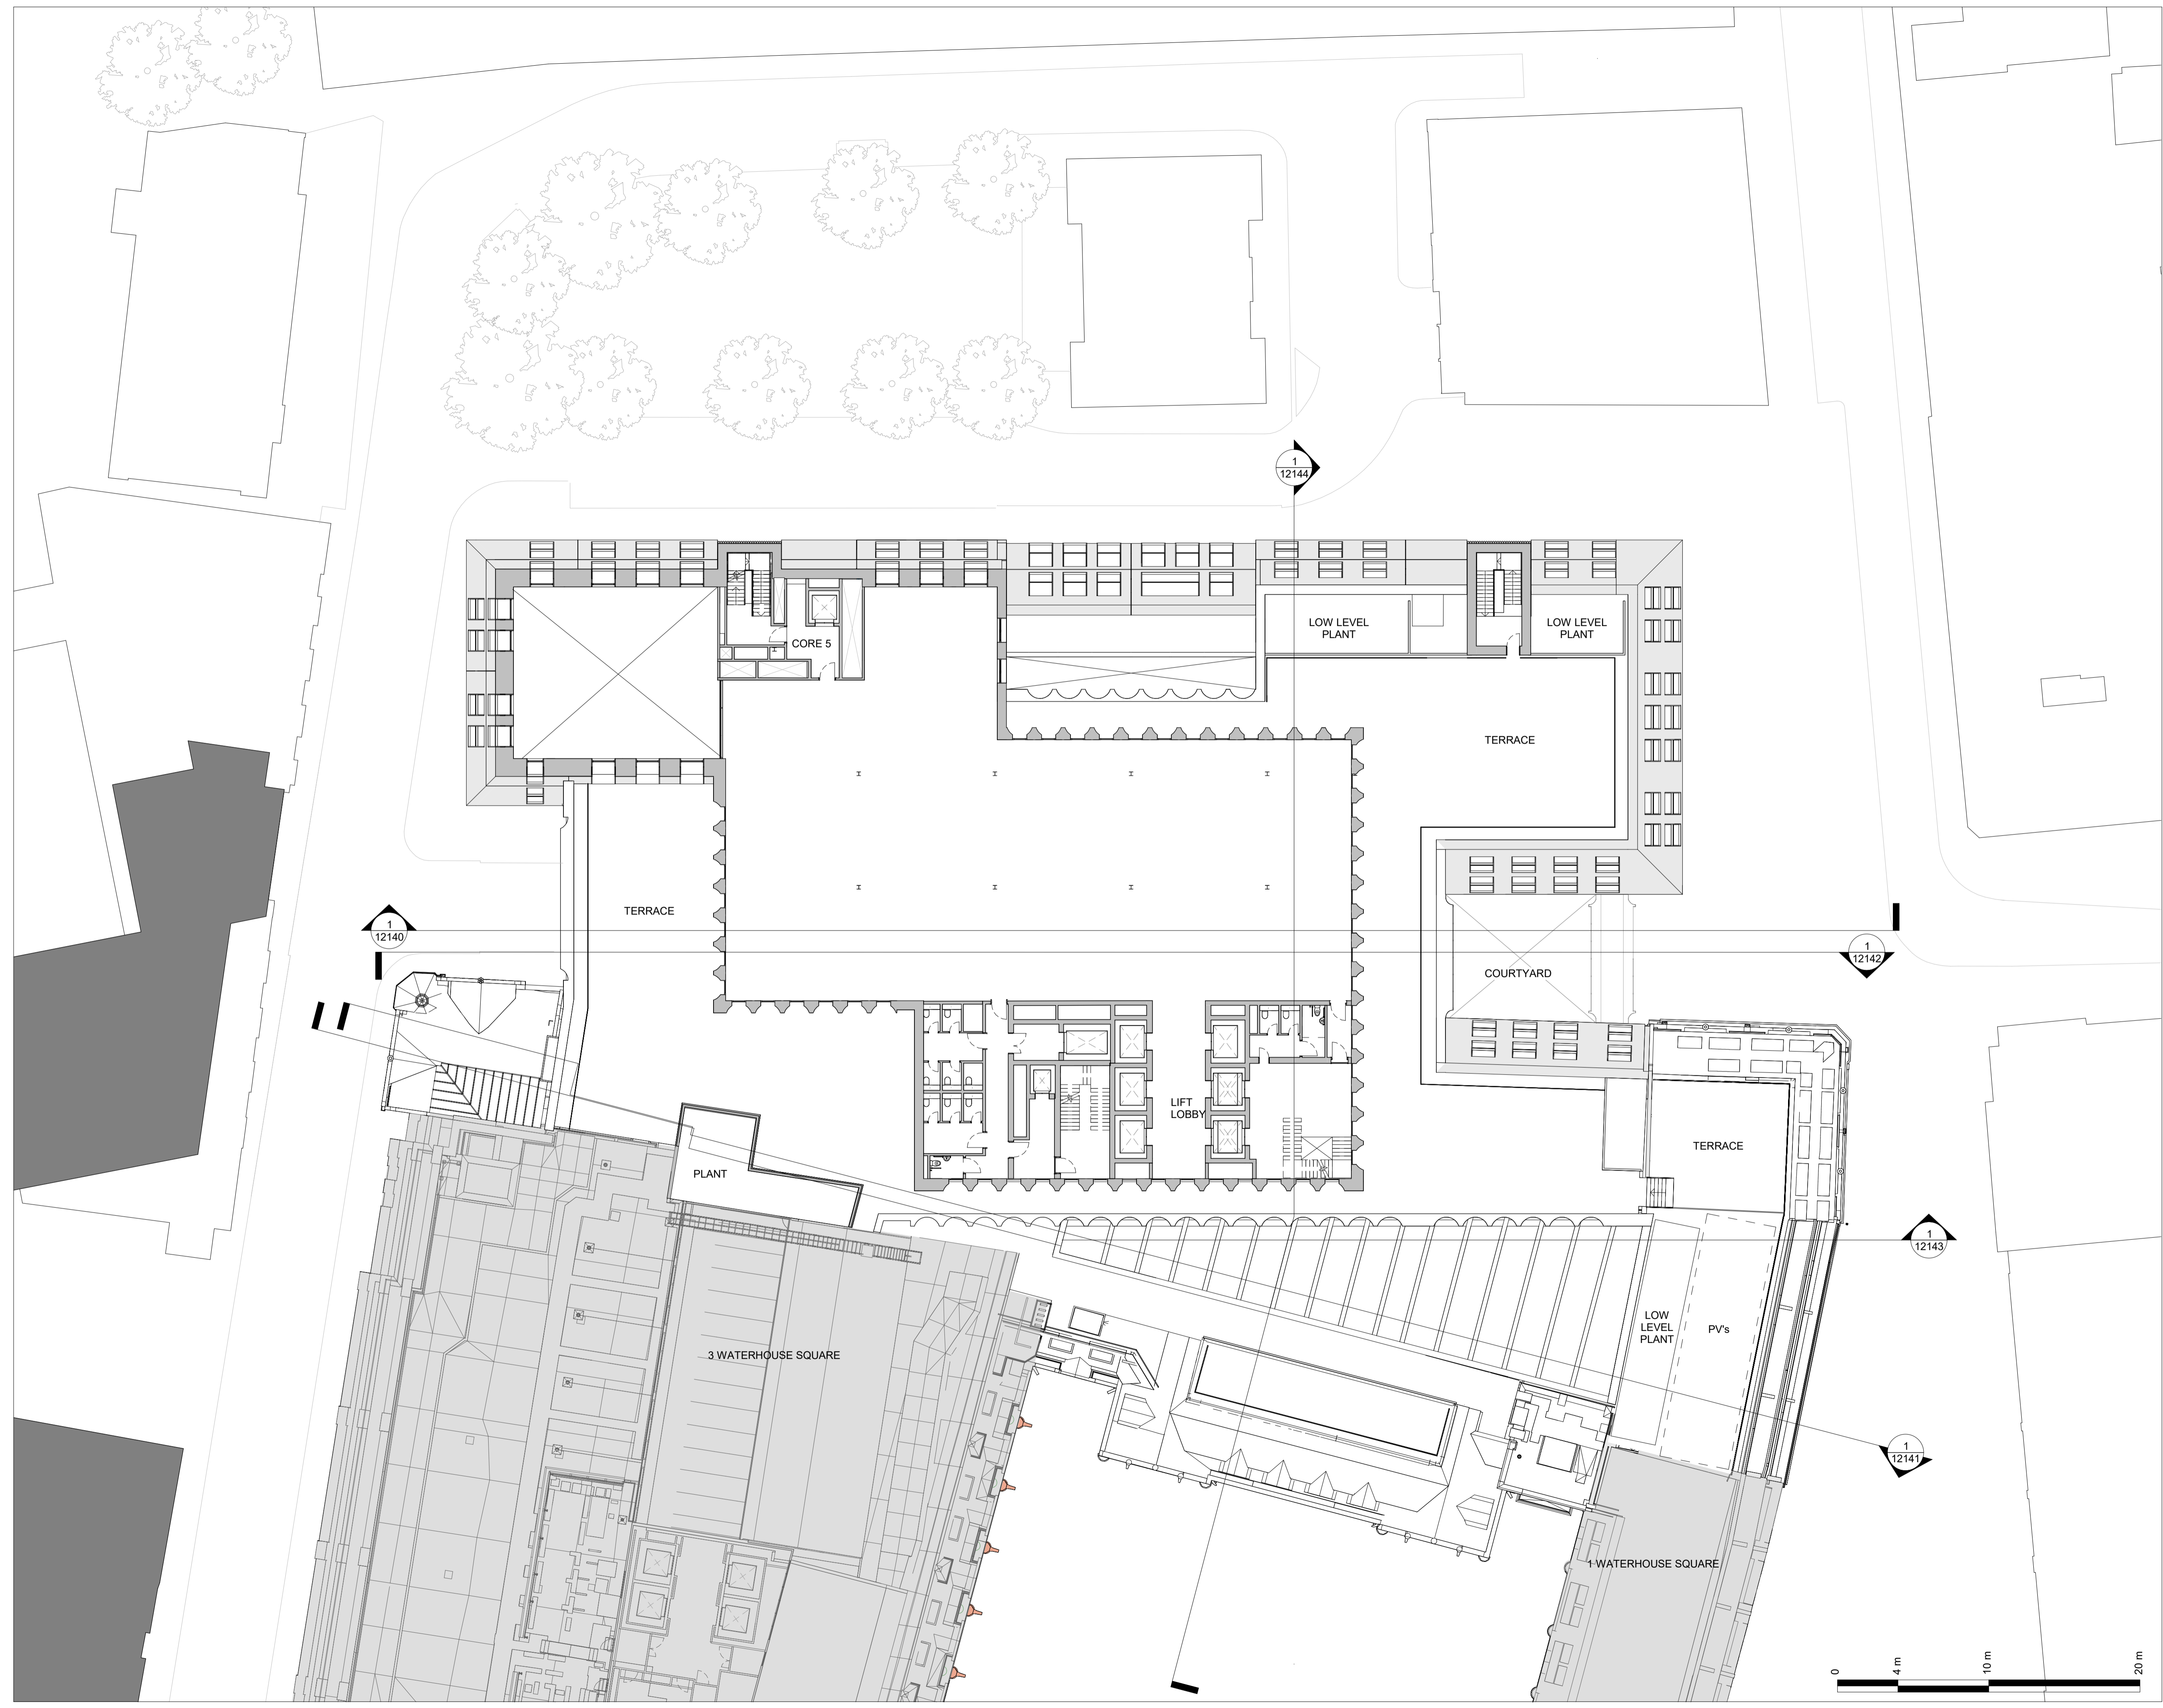 1
12144
LOW LEVEL
PLANT
LOW LEVEL
PLANT
CORE 5
TERRACE
TERRACE
1
12140
1
12142
COURTYARD
LIFT
LOBBY
TERRACE
PLANT
1
12143
LOW
LEVEL
PLANT
PV's
3 WATERHOUSE SQUARE
1
12141
1 WATERHOUSE SQUARE
0
4 m
10 m
20 m